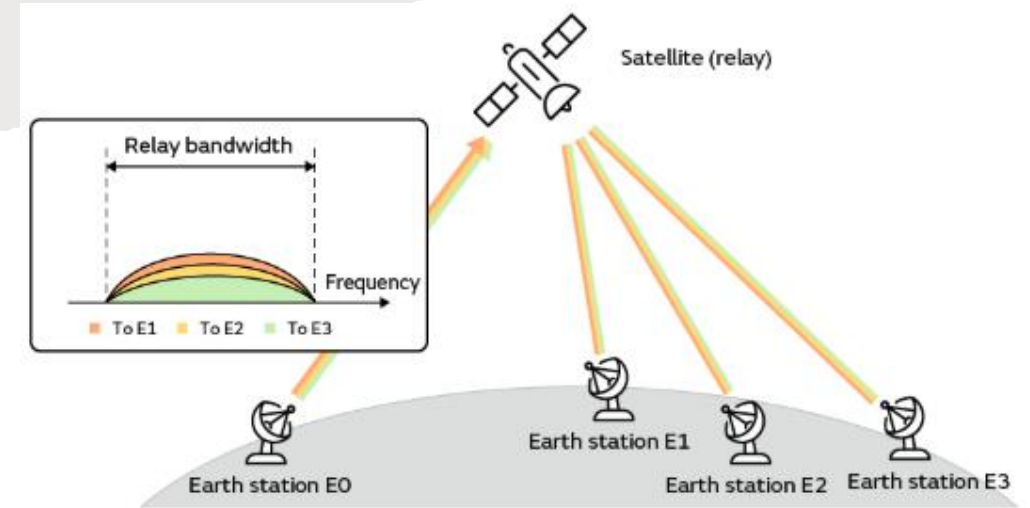 Satellite (relay)
Relay bandwidth
Frequency
To E1 To E2 To E3
Earth station E0
Earth station E1
Earth station E2
Earth station E3